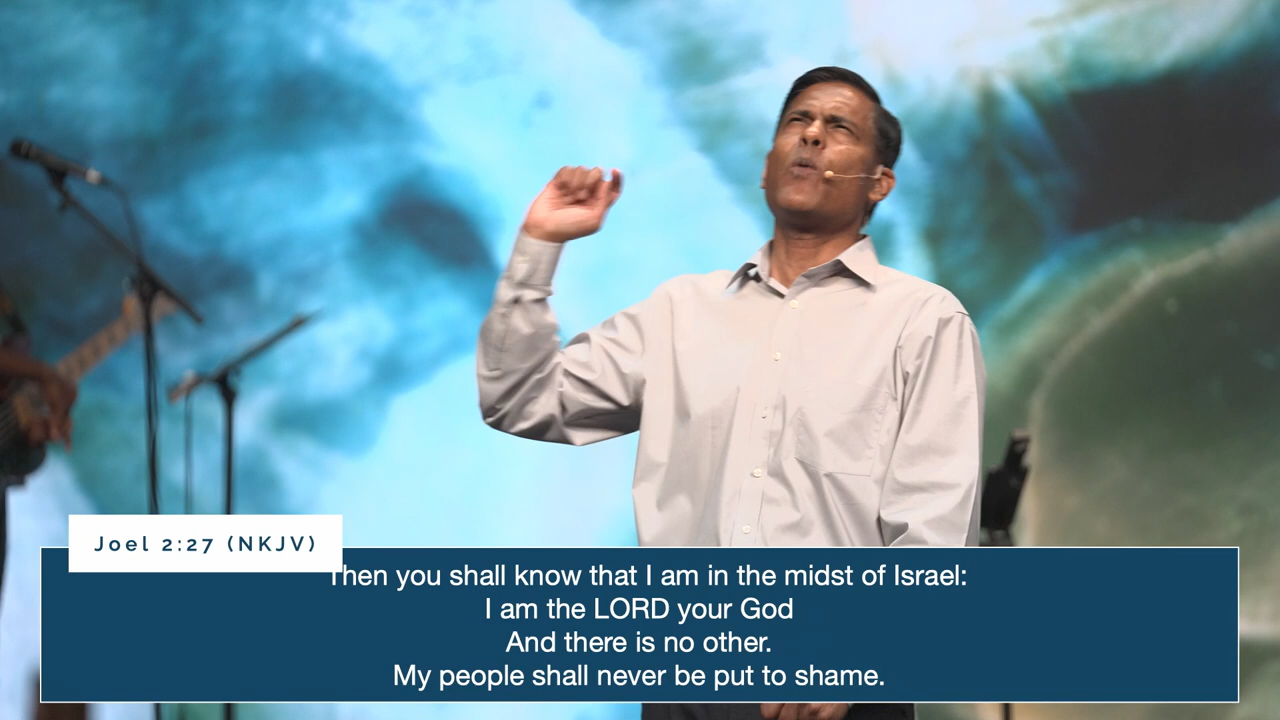 Joel 2:27 (NKJV)
Then you shall know that I am in the midst of Israel:
I am the LORD your God
And there is no other.
My people shall never be put to shame.